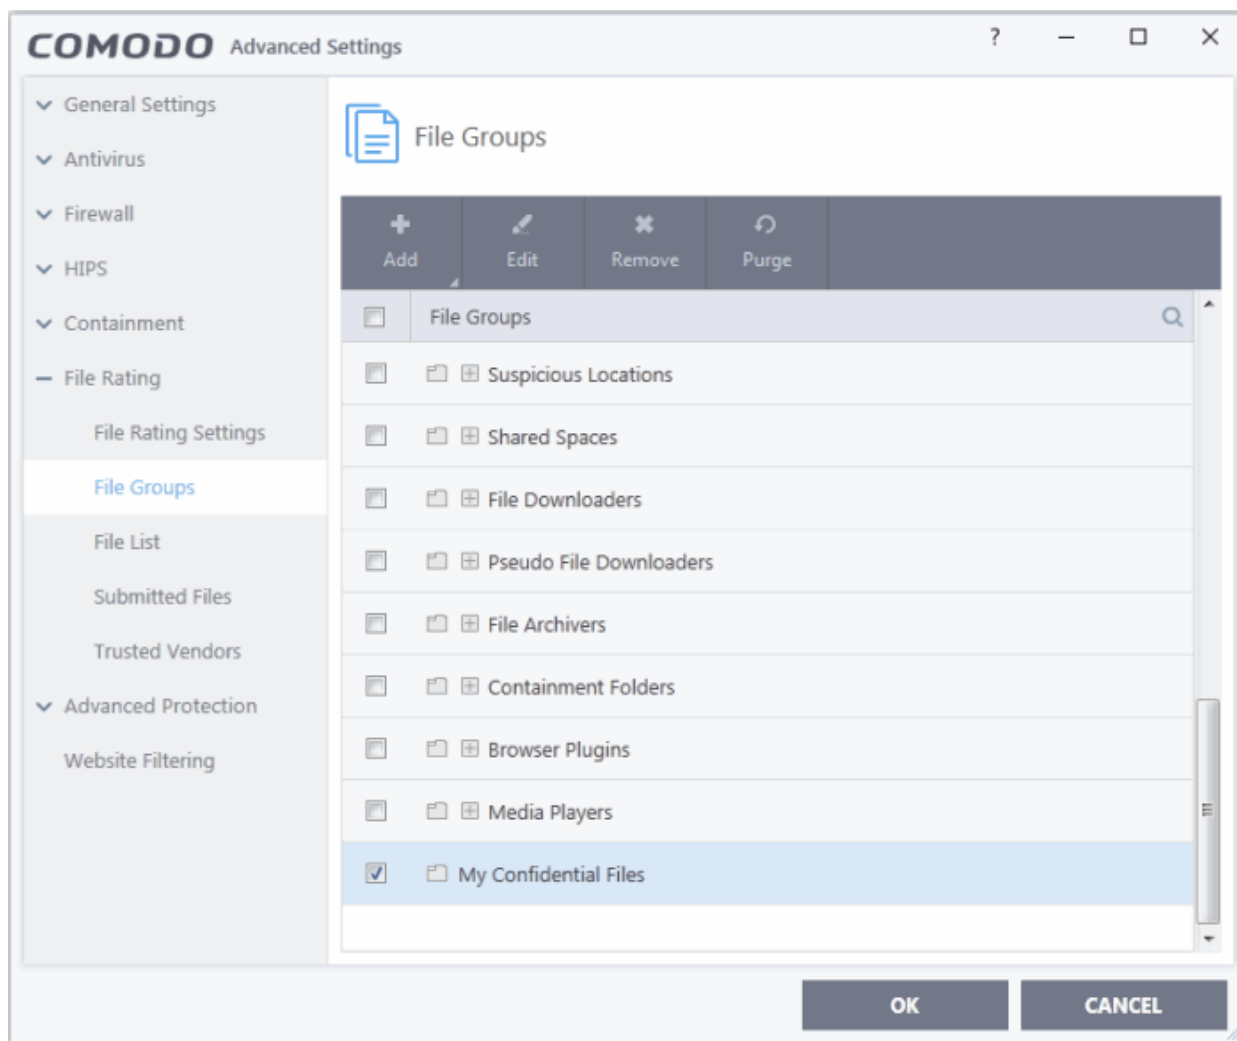 COMODO Advanced Settings
General Settings
Antivirus
Firewall
HIPS
Containment
File Rating
File Rating Settings
File Groups
File List
Submitted Files
Trusted Vendors
Advanced Protection
Website Filtering
File Groups
Add
Edit
Remove
Purge
File Groups
Suspicious Locations
Shared Spaces
File Downloaders
Pseudo File Downloaders
File Archivers
Containment Folders
Browser Plugins
Media Players
My Confidential Files
OK
CANCEL